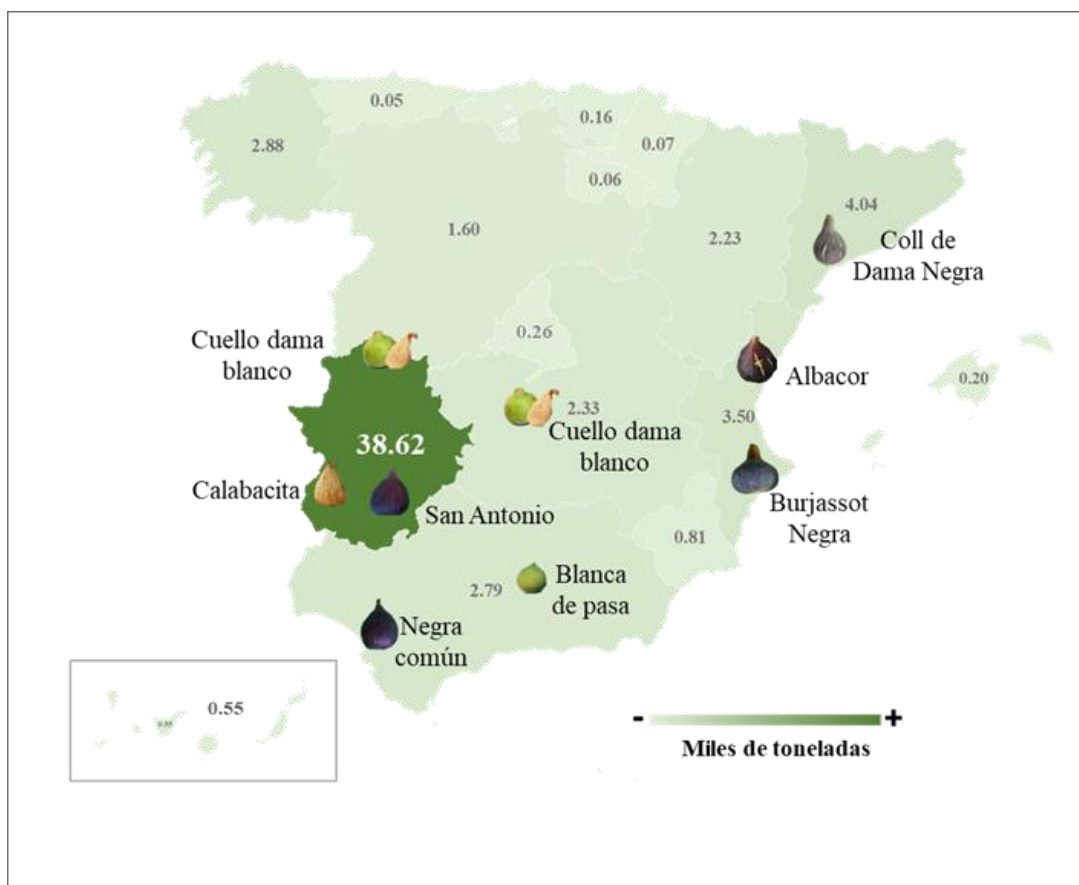 0.05
0.16
2.88
0.07
0.06
4.04
1.60
2.23
Coll de
Dama Negra
0.26
Cuello dama
blanco
Albacor
0.20
2.33
3.50
Cuello dama
blanco
38.62
Calabacita
San Antonio
Burjassot
Negra
0.81
Blanca
de pasa
2.79
Negra
común
0.55
0.55
- +
Miles de toneladas